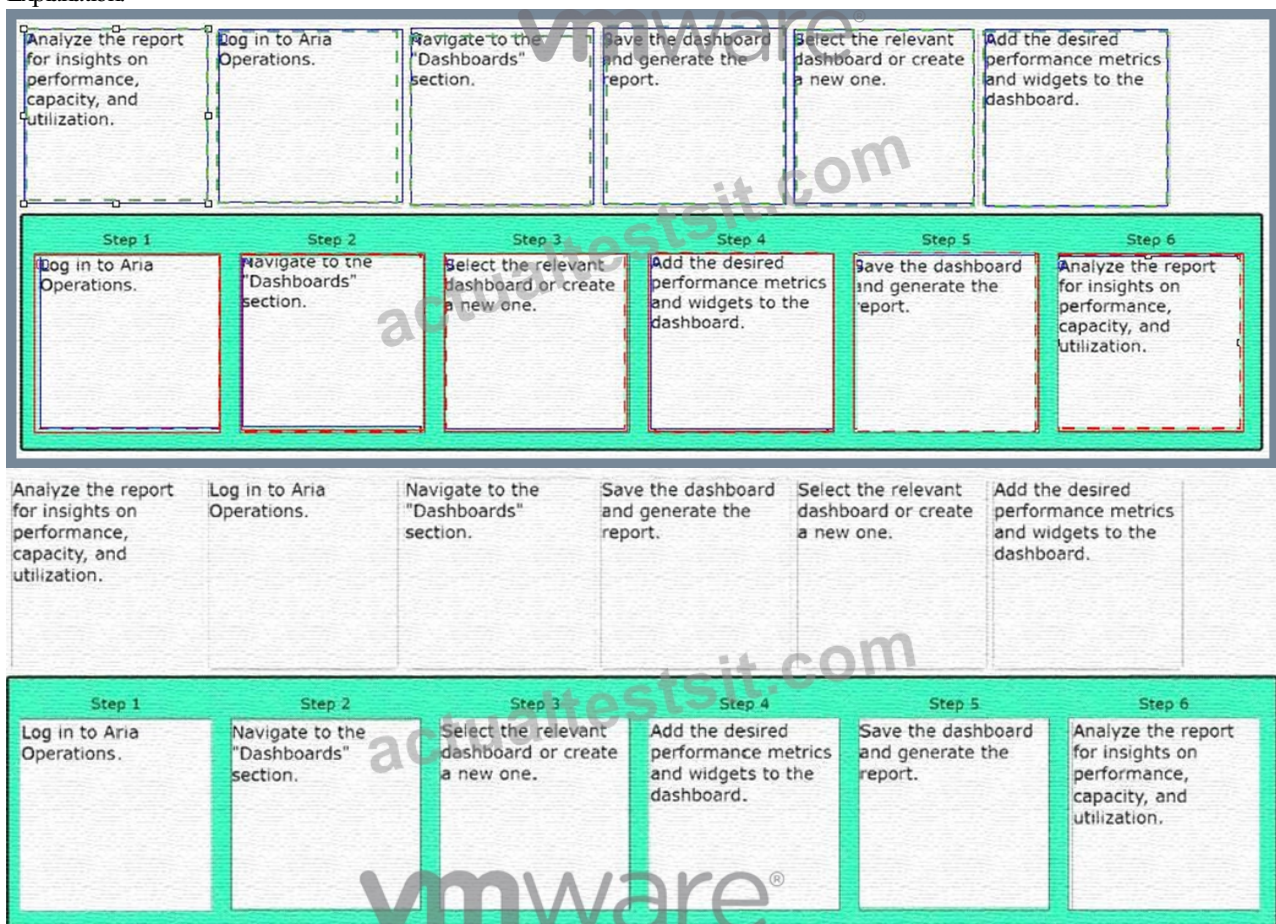 Explanation:
vmware®
Analyze the report
for insights on
performance,
capacity, and
utilization.
Log in to Aria
Operations.
Navigate to the
"Dashboards"
section.
Save the dashboard
and generate the
report.
Select the relevant
dashboard or create
a new one.
Add the desired
performance metrics
and widgets to the
dashboard.
actualtestsit.com
Step 1
Step 2
Step 3
Step 4
Step 5
Step 6
Log in to Aria
Operations.
Navigate to the
"Dashboards"
section.
Select the relevant
dashboard or create
a new one.
Add the desired
performance metrics
and widgets to the
dashboard.
Save the dashboard
and generate the
report.
Analyze the report
for insights on
performance,
capacity, and
utilization.
Analyze the report
for insights on
performance,
capacity, and
utilization.
Log in to Aria
Operations.
Navigate to the
"Dashboards"
section.
Save the dashboard
and generate the
report.
Select the relevant
dashboard or create
a new one.
Add the desired
performance metrics
and widgets to the
dashboard.
actualtestsit.com
Step 1
Step 2
Step 3
Step 4
Step 5
Step 6
Log in to Aria
Operations.
Navigate to the
"Dashboards"
section.
Select the relevant
dashboard or create
a new one.
Add the desired
performance metrics
and widgets to the
dashboard.
Save the dashboard
and generate the
report.
Analyze the report
for insights on
performance,
capacity, and
utilization.
vmware®